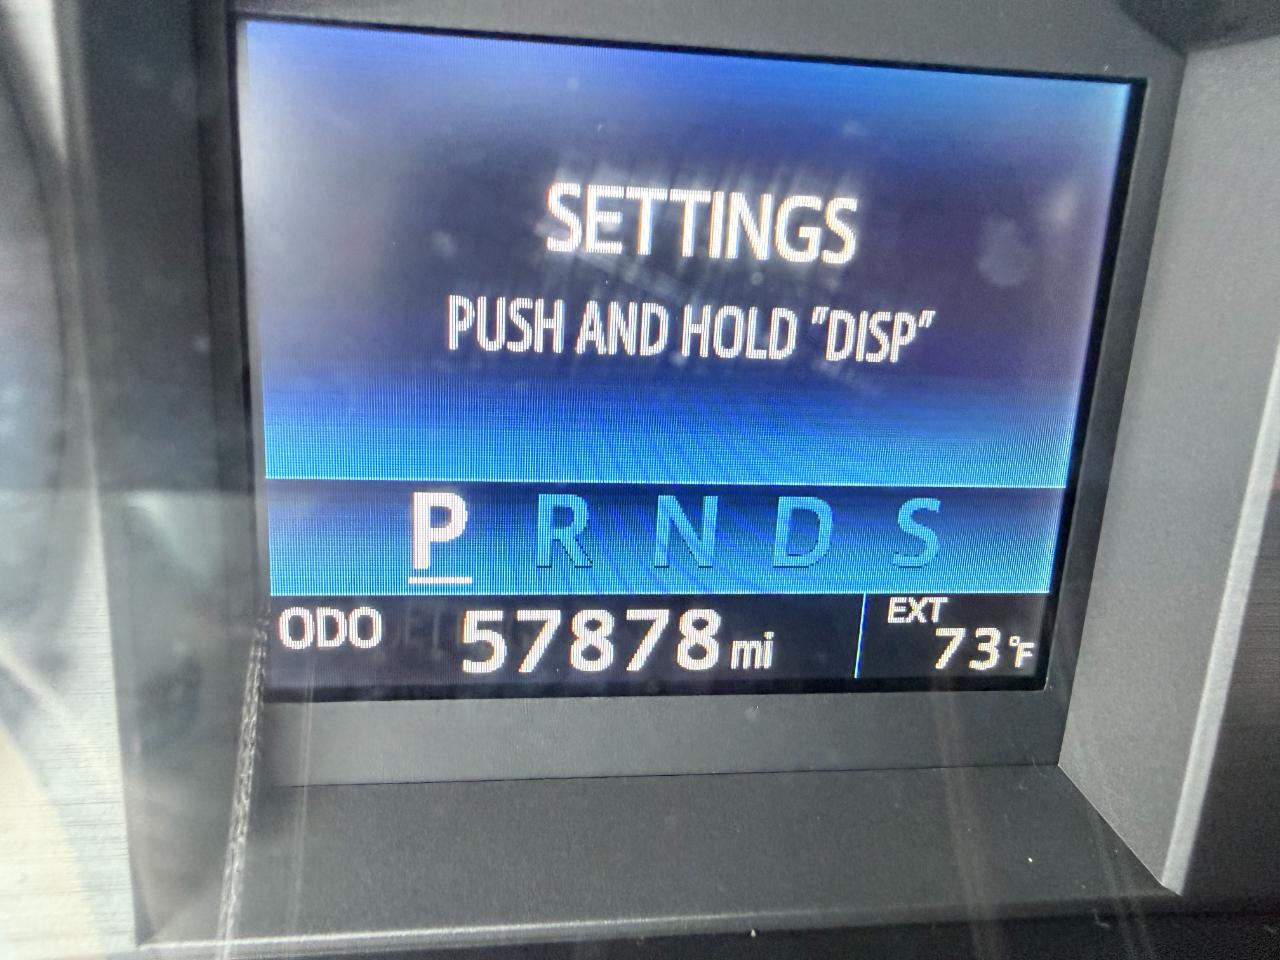 SETTINGS
PUSH AND HOLD "DISP"
P R N D S
ODO 57878 mi
EXT
73°F